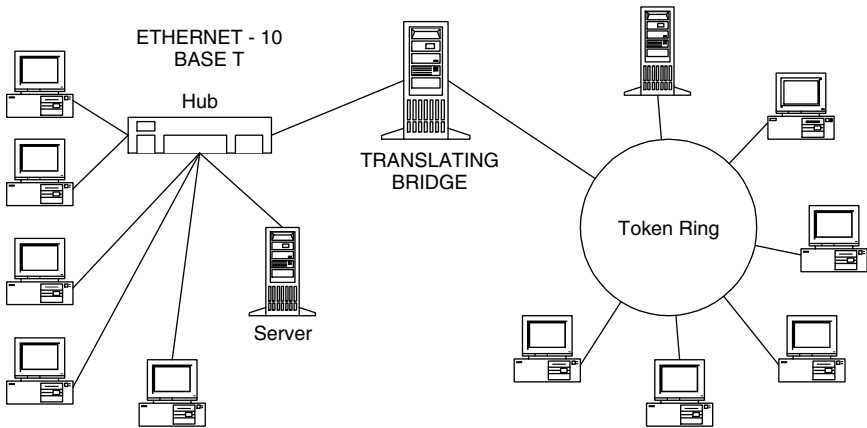 ETHERNET - 10
BASE T
Hub
TRANSLATING
BRIDGE
Server
Token Ring